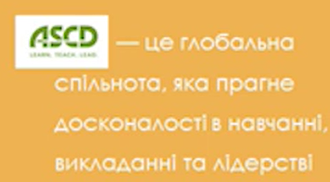 ASCD
LEARN. TEACH. LEAD.
— це глобальна
спільнота, яка прагне
досконалості в навчанні,
викладанні та лідерстві